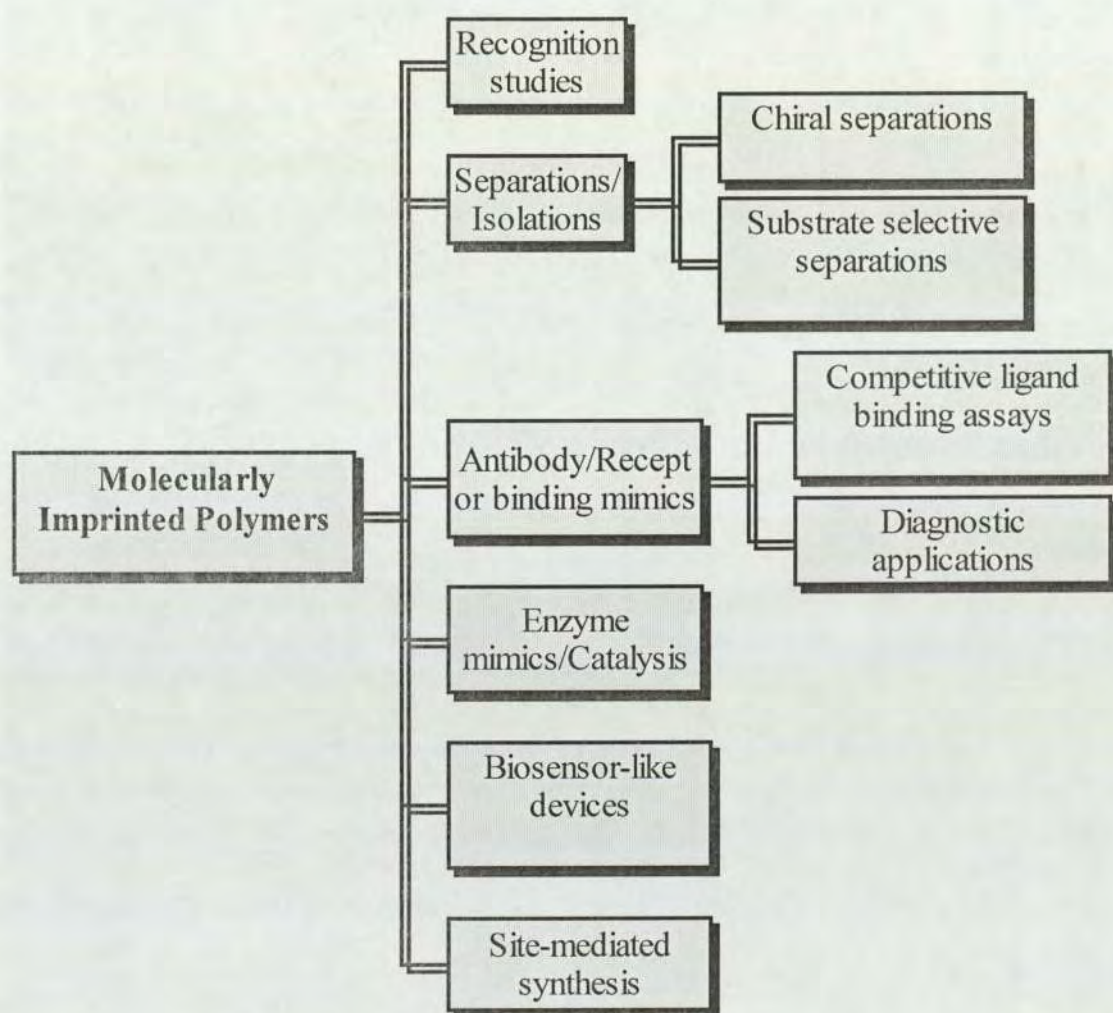 Recognition
studies
Separations/
Isolations
Chiral separations
Substrate selective
separations
Molecularly
Imprinted Polymers
Antibody/Recept
or binding mimics
Competitive ligand
binding assays
Diagnostic
applications
Enzyme
mimics/Catalysis
Biosensor-like
devices
Site-mediated
synthesis